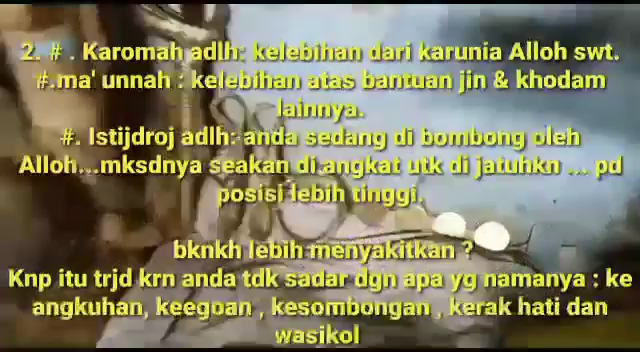 2. # . Karomah adlh: kelebihan dari karunia Alloh swt.
#.ma' unnah : kelebihan atas bantuan jin & khodam
lainnya.
#. Istijdroj adlh:-anda sedang di bombong oleh
Alloh...mksdnya seakan di angkat utk di jatuhkn ... pd
posisi lebih tinggi.
bknkh lebih menyakitkan ?
Knp itu trjd krn anda tdk sadar dgn apa yg namanya : ke
angkuhan, keegoan , kesombongan , kerak hati dan
wasikol